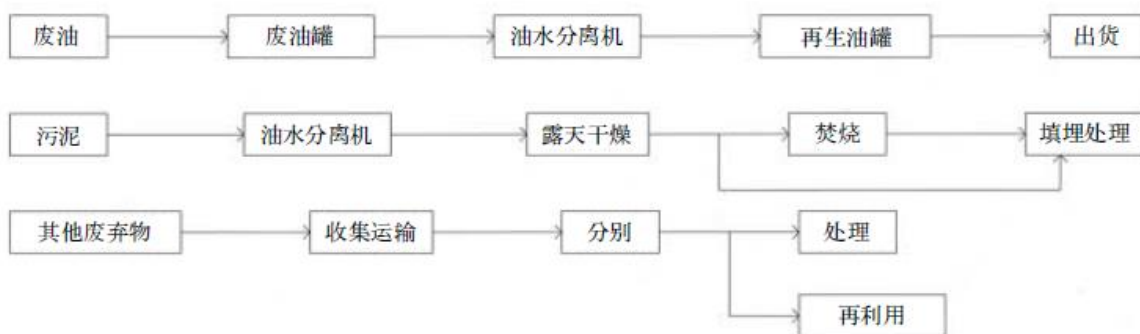 废油 废油罐 油水分离机 再生油罐 出货
污泥 油水分离机 露天干燥 焚烧 填埋处理
其他废弃物 收集运输 分别 处理
再利用